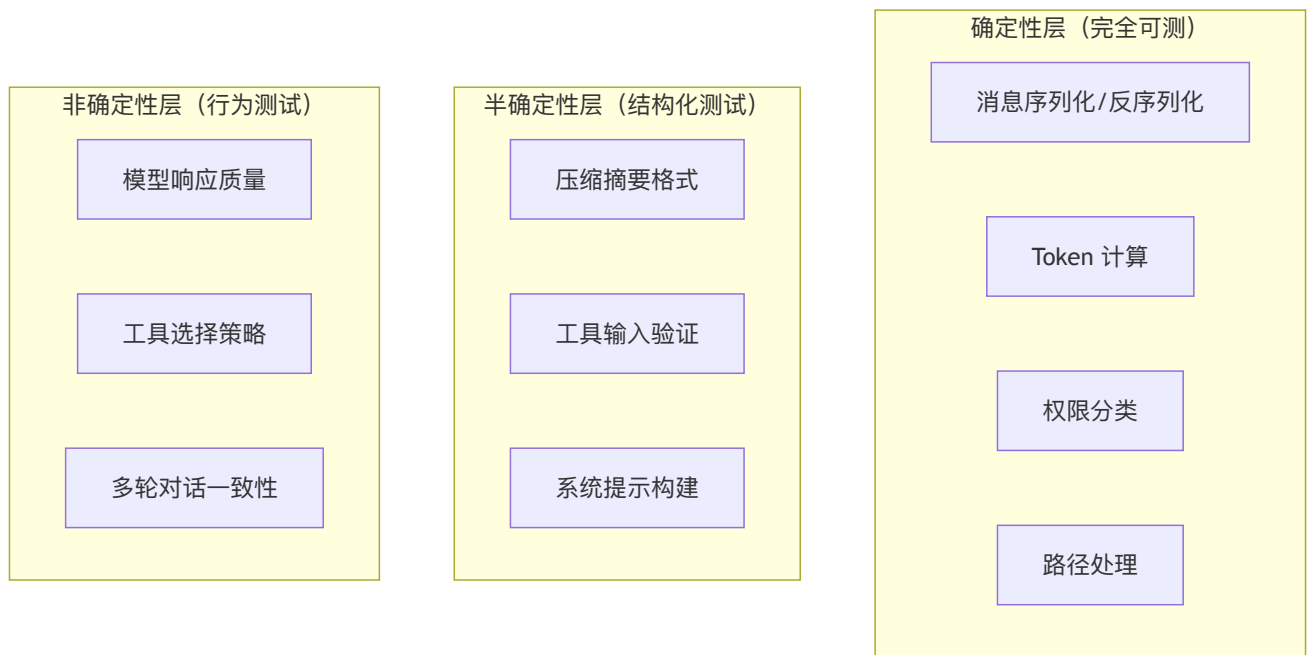 非确定性层（行为测试）
模型响应质量
工具选择策略
多轮对话一致性
半确定性层（结构化测试）
压缩摘要格式
工具输入验证
系统提示构建
确定性层（完全可测）
消息序列化/反序列化
Token 计算
权限分类
路径处理